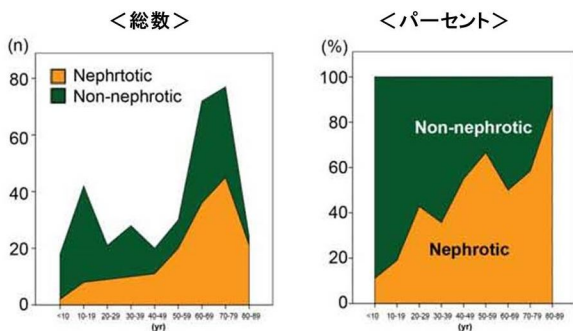 <総数>
(n)
80
60
40
20
0
Nephrtotic
Non-nephrotic
<10 10-19 20-29 30-39 40-49 50-59 60-69 70-79 80-89
(yr)
<パーセント>
(%)
100
80
60
40
20
0
Non-nephrotic
Nephrotic
<10 10-19 20-29 30-39 40-49 50-59 60-69 70-79 80-89
(yr)